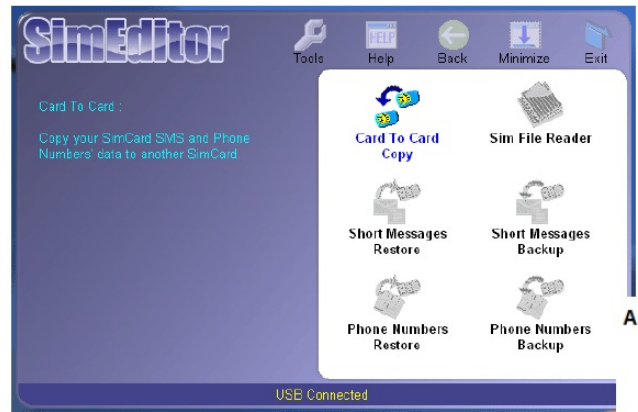 SimEditor
Tools
HELP
Help
Back
Minimize
Exit
Card To Card :
Copy your SimCard SMS and Phone
Numbers' data to another SimCard.
Card To Card
Copy
Sim File Reader
Short Messages
Restore
Short Messages
Backup
Phone Numbers
Restore
Phone Numbers
Backup
A
USB Connected